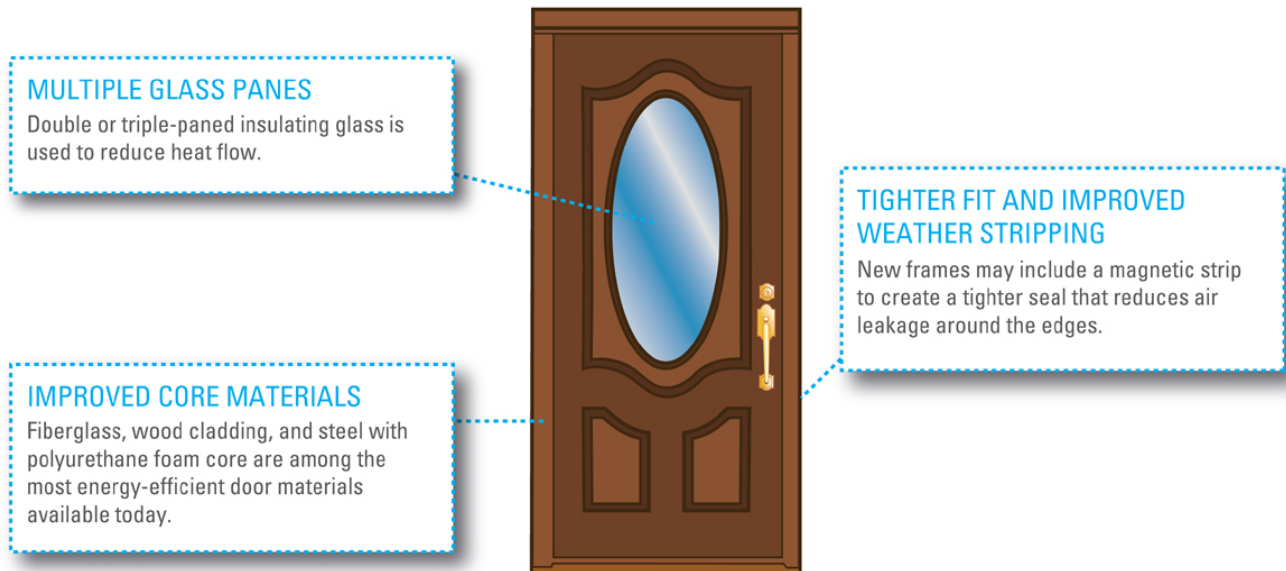 MULTIPLE GLASS PANES
Double or triple-paned insulating glass is
used to reduce heat flow.
TIGHTER FIT AND IMPROVED
WEATHER STRIPPING
New frames may include a magnetic strip
to create a tighter seal that reduces air
leakage around the edges.
IMPROVED CORE MATERIALS
Fiberglass, wood cladding, and steel with
polyurethane foam core are among the
most energy-efficient door materials
available today.